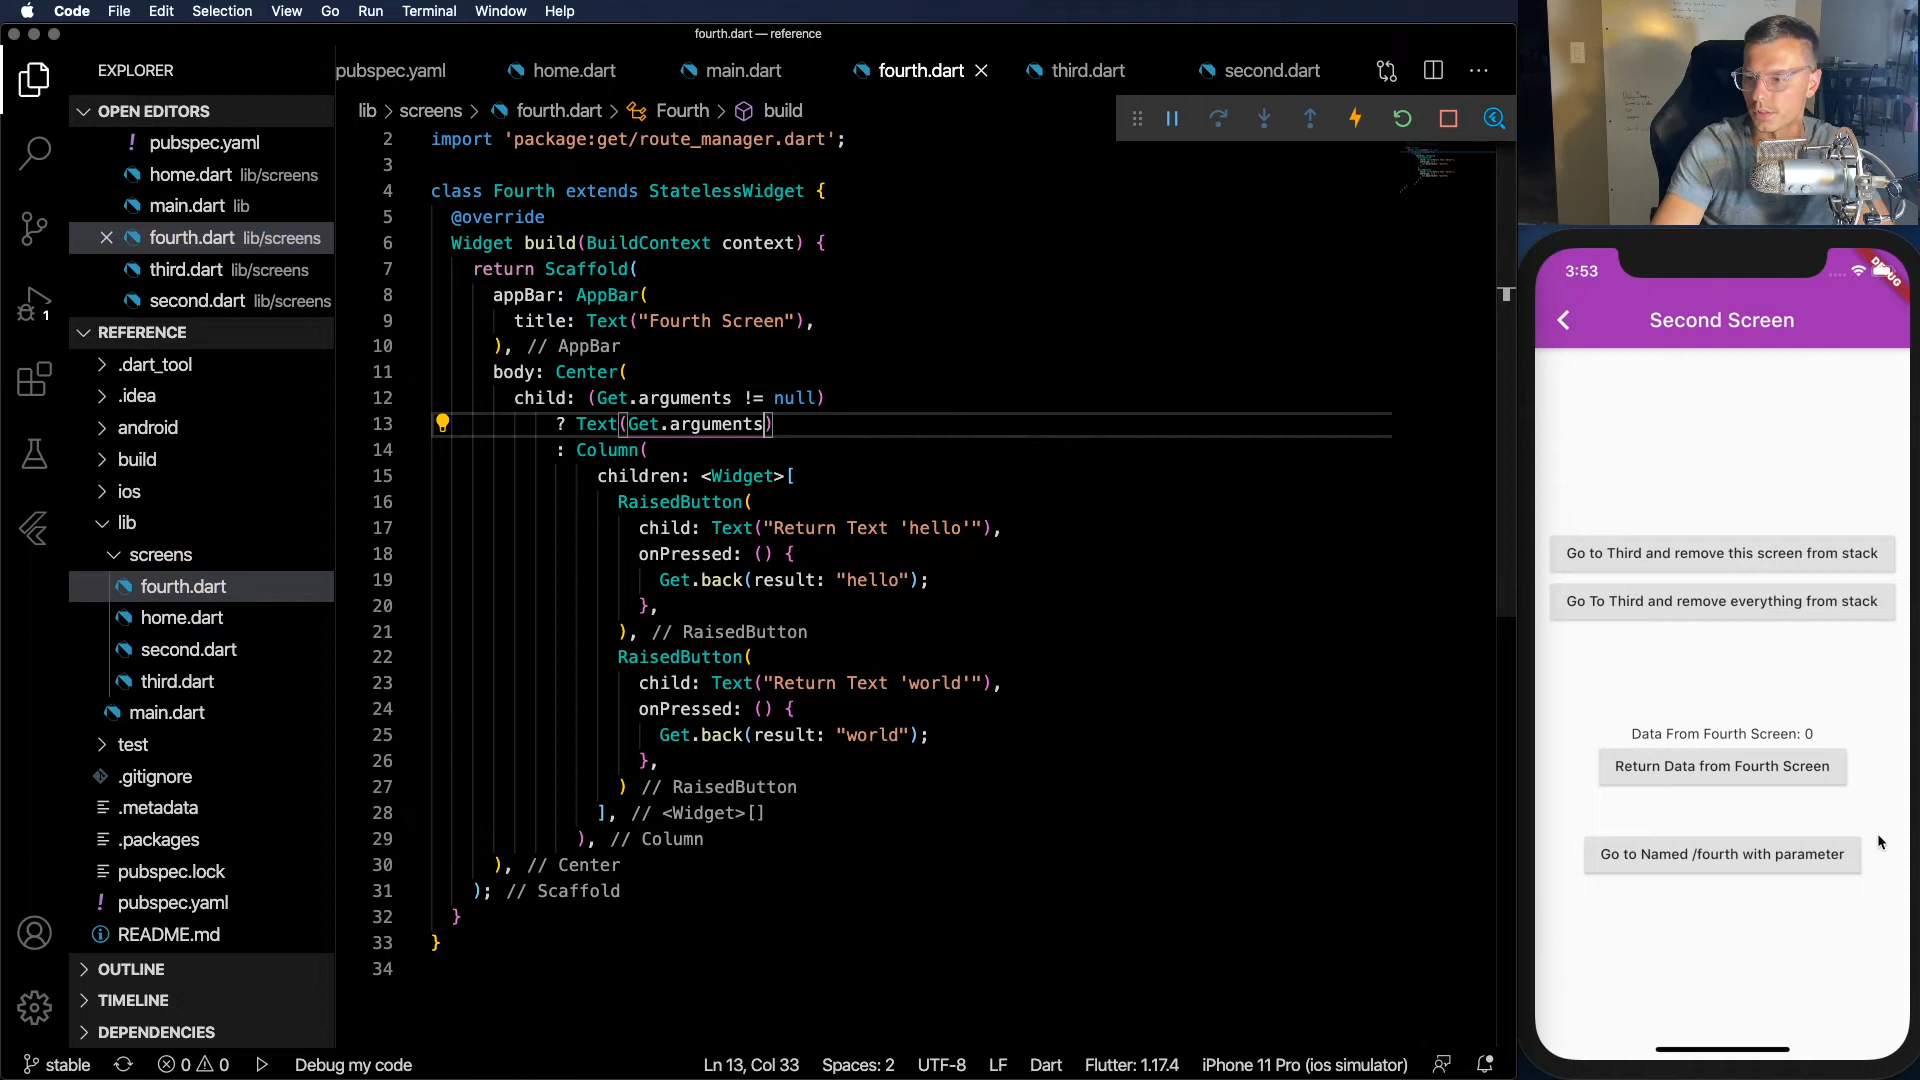 Code File Edit Selection View Go Run Terminal Window Help
fourth.dart — reference
EXPLORER
pubspec.yaml home.dart main.dart fourth.dart third.dart second.dart
OPEN EDITORS
lib > screens > fourth.dart > Fourth > build
! pubspec.yaml
home.dart lib/screens
main.dart lib
fourth.dart lib/screens
third.dart lib/screens
second.dart lib/screens
REFERENCE
.dart_tool
.idea
android
build
ios
lib
screens
fourth.dart
home.dart
second.dart
third.dart
main.dart
test
.gitignore
.metadata
.packages
pubspec.lock
! pubspec.yaml
README.md
OUTLINE
TIMELINE
DEPENDENCIES
1
2 import 'package:get/route_manager.dart';
3
4 class Fourth extends StatelessWidget {
5 @override
6 Widget build(BuildContext context) {
7 return Scaffold(
8 appBar: AppBar(
9 title: Text("Fourth Screen"),
10 ), // AppBar
11 body: Center(
12 child: (Get.arguments != null)
13 ? Text(Get.arguments)
14 : Column(
15 children: <Widget>[
16 RaisedButton(
17 child: Text("Return Text 'hello'"),
18 onPressed: () {
19 Get.back(result: "hello");
20 },
21 ), // RaisedButton
22 RaisedButton(
23 child: Text("Return Text 'world'"),
24 onPressed: () {
25 Get.back(result: "world");
26 },
27 ) // RaisedButton
28 ], // <Widget>[]
29 ), // Column
30 ), // Center
31 ); // Scaffold
32 }
33 }
34
3:53
DEBUG
Second Screen
Go to Third and remove this screen from stack
Go To Third and remove everything from stack
Data From Fourth Screen: 0
Return Data from Fourth Screen
Go to Named /fourth with parameter
stable 0 0 Debug my code Ln 13, Col 33 Spaces: 2 UTF-8 LF Dart Flutter: 1.17.4 iPhone 11 Pro (ios simulator)